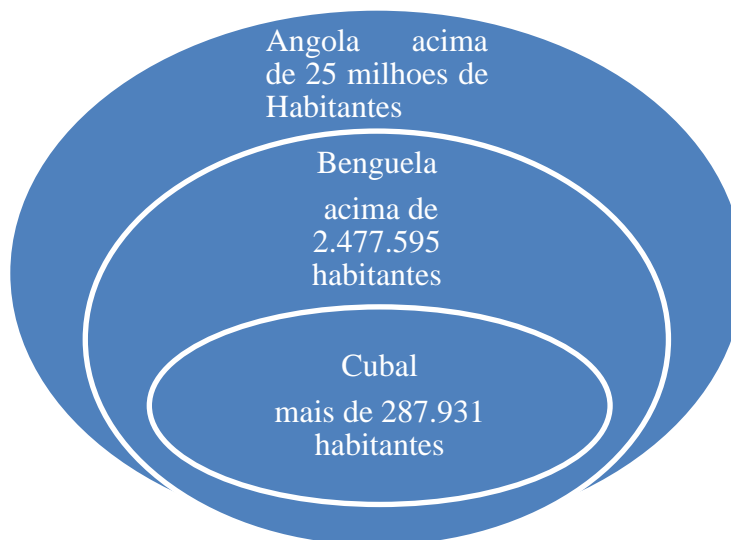 Angola acima
de 25 milhoes de
Habitantes
Benguela
acima de
2.477.595
habitantes
Cubal
mais de 287.931
habitantes